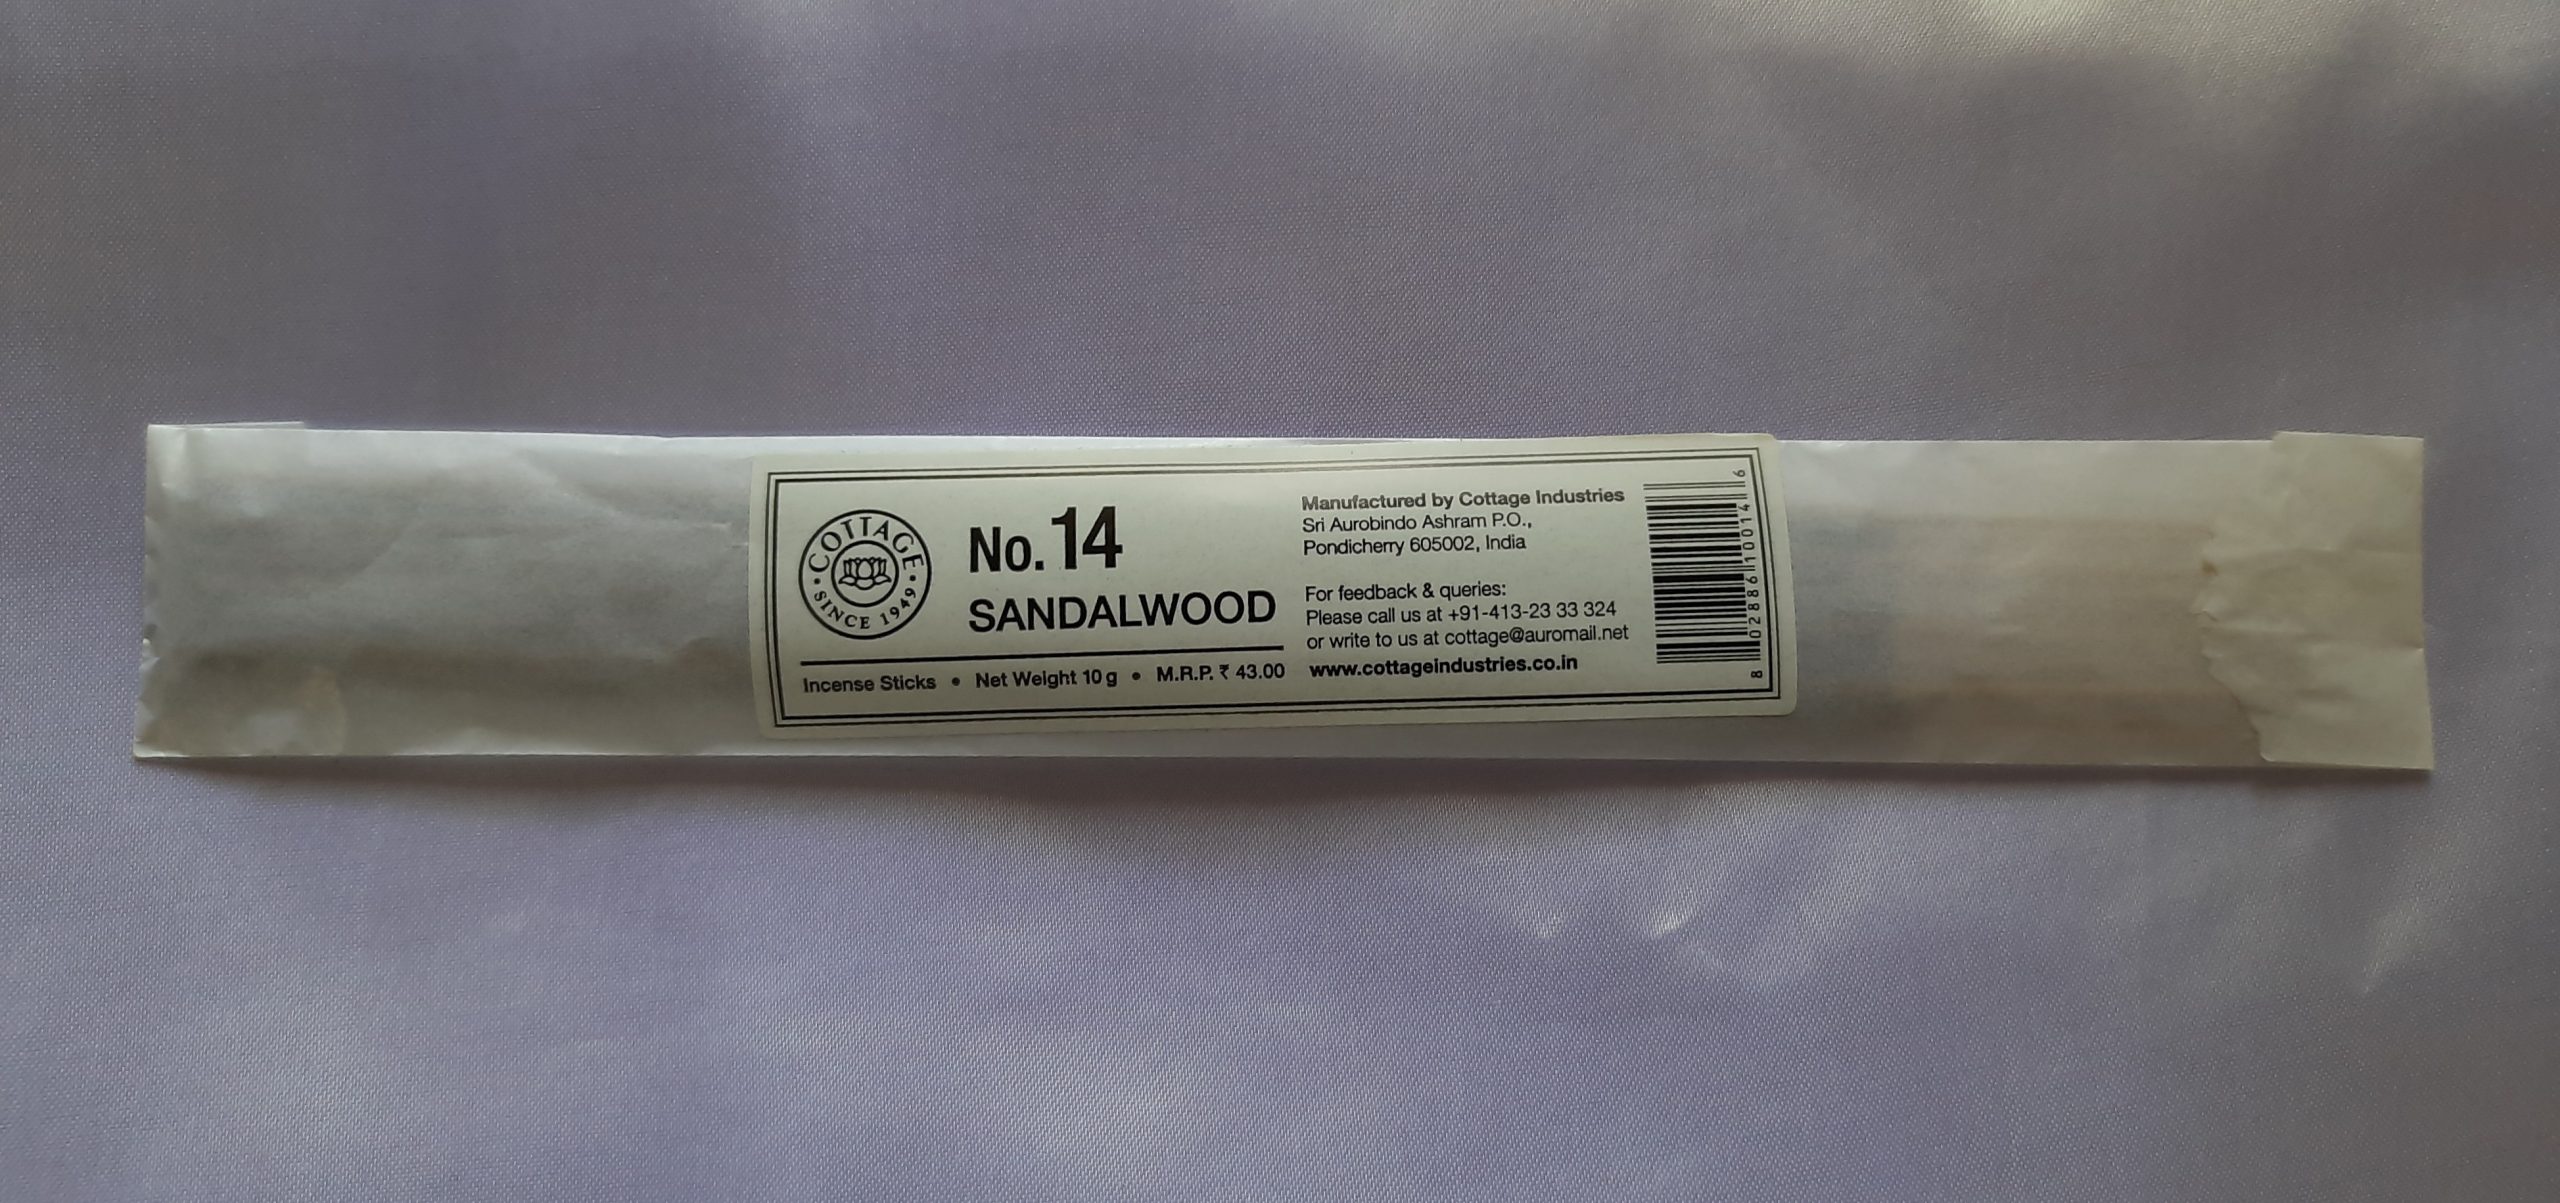 COTTAGE
SINCE 1949
No. 14
SANDALWOOD
Incense Sticks • Net Weight 10 g • M.R.P. ₹ 43.00
Manufactured by Cottage Industries
Sri Aurobindo Ashram P.O.,
Pondicherry 605002, India
For feedback & queries:
Please call us at +91-413-23 33 324
or write to us at cottage@auromail.net
www.cottageindustries.co.in
8 028861 100146